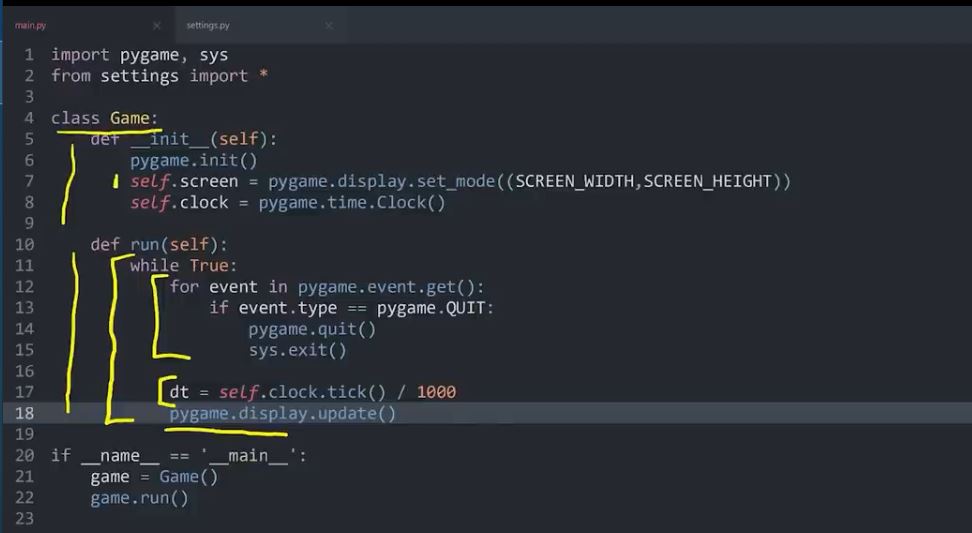 main.py × settings.py ×
1 import pygame, sys
2 from settings import *
3
4 class Game:
5     def __init__(self):
6         pygame.init()
7         self.screen = pygame.display.set_mode((SCREEN_WIDTH,SCREEN_HEIGHT))
8         self.clock = pygame.time.Clock()
9
10     def run(self):
11         while True:
12             for event in pygame.event.get():
13                 if event.type == pygame.QUIT:
14                     pygame.quit()
15                     sys.exit()
16
17             dt = self.clock.tick() / 1000
18             pygame.display.update()
19
20 if __name__ == '__main__':
21     game = Game()
22     game.run()
23